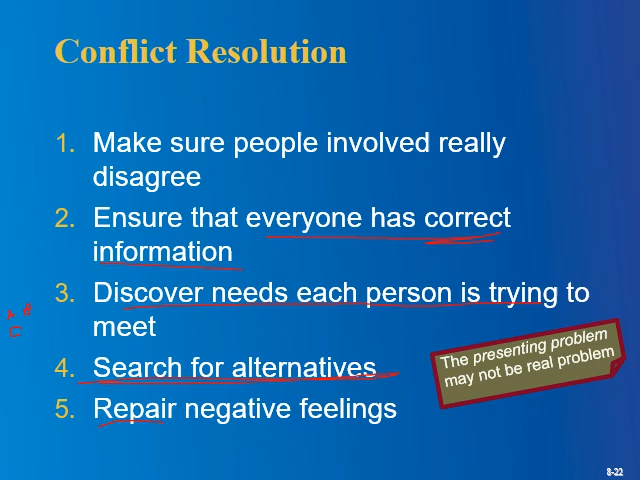 Conflict Resolution
1. Make sure people involved really
disagree
2. Ensure that everyone has correct
information
3. Discover needs each person is trying to
meet
A B
C
4. Search for alternatives
The presenting problem
may not be real problem
5. Repair negative feelings
8-22